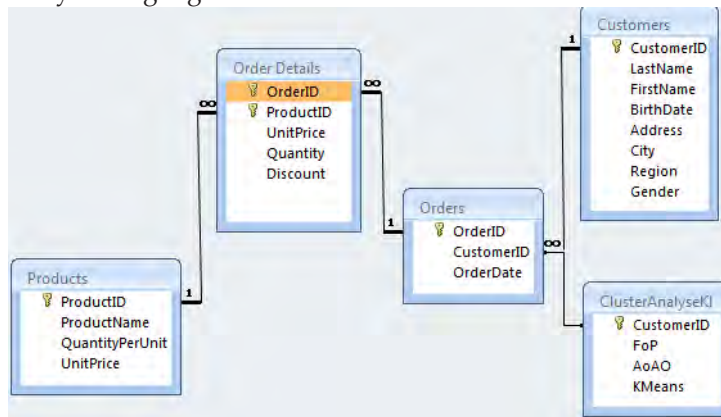 Customers
CustomerID
LastName
FirstName
BirthDate
Address
City
Region
Gender
1
Order Details
OrderID
ProductID
UnitPrice
Quantity
Discount
∞
∞
Orders
OrderID
CustomerID
OrderDate
1
∞
Products
ProductID
ProductName
QuantityPerUnit
UnitPrice
1
ClusterAnalyseKI
CustomerID
FoP
AoAO
KMeans